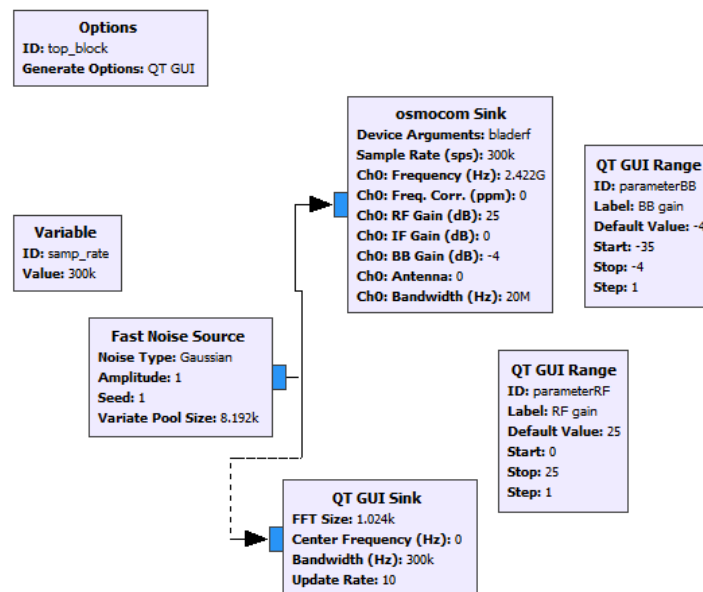 Options
ID: top_block
Generate Options: QT GUI
osmocom Sink
Device Arguments: bladerf
Sample Rate (sps): 300k
Ch0: Frequency (Hz): 2.422G
Ch0: Freq. Corr. (ppm): 0
Ch0: RF Gain (dB): 25
Ch0: IF Gain (dB): 0
Ch0: BB Gain (dB): -4
Ch0: Antenna: 0
Ch0: Bandwidth (Hz): 20M
QT GUI Range
ID: parameterBB
Label: BB gain
Default Value: -4
Start: -35
Stop: -4
Step: 1
Variable
ID: samp_rate
Value: 300k
Fast Noise Source
Noise Type: Gaussian
Amplitude: 1
Seed: 1
Variate Pool Size: 8.192k
QT GUI Range
ID: parameterRF
Label: RF gain
Default Value: 25
Start: 0
Stop: 25
Step: 1
QT GUI Sink
FFT Size: 1.024k
Center Frequency (Hz): 0
Bandwidth (Hz): 300k
Update Rate: 10